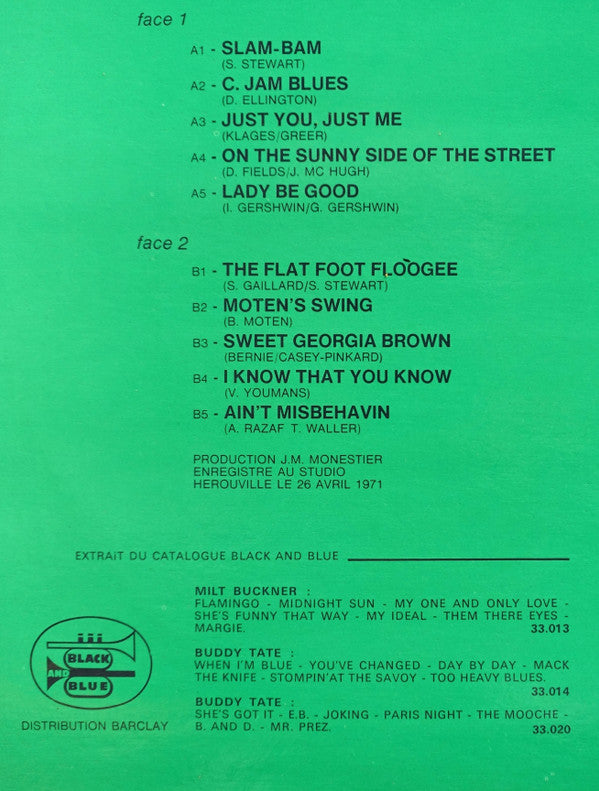 face 1
A1 - SLAM-BAM
(S. STEWART)
A2 - C. JAM BLUES
(D. ELLINGTON)
A3 - JUST YOU, JUST ME
(KLAGES/GREER)
A4 - ON THE SUNNY SIDE OF THE STREET
(D. FIELDS/J. MC HUGH)
A5 - LADY BE GOOD
(I. GERSHWIN/G. GERSHWIN)
face 2
B1 - THE FLAT FOOT FLOOGEE
(S. GAILLARD/S. STEWART)
B2 - MOTEN'S SWING
(B. MOTEN)
B3 - SWEET GEORGIA BROWN
(BERNIE/CASEY-PINKARD)
B4 - I KNOW THAT YOU KNOW
(V. YOUMANS)
B5 - AIN'T MISBEHAVIN
(A. RAZAF T. WALLER)
PRODUCTION J.M. MONESTIER
ENREGISTRE AU STUDIO
HEROUVILLE LE 26 AVRIL 1971
EXTRAIT DU CATALOGUE BLACK AND BLUE
MILT BUCKNER :
FLAMINGO - MIDNIGHT SUN - MY ONE AND ONLY LOVE -
SHE'S FUNNY THAT WAY - MY IDEAL - THEM THERE EYES -
MARGIE. 33.013
BUDDY TATE :
WHEN I'M BLUE - YOU'VE CHANGED - DAY BY DAY - MACK
THE KNIFE - STOMPIN'AT THE SAVOY - TOO HEAVY BLUES.
33.014
BUDDY TATE :
SHE'S GOT IT - E.B. - JOKING - PARIS NIGHT - THE MOOCHE -
B. AND D. - MR. PREZ. 33.020
BLACK
AND
BLUE
DISTRIBUTION BARCLAY